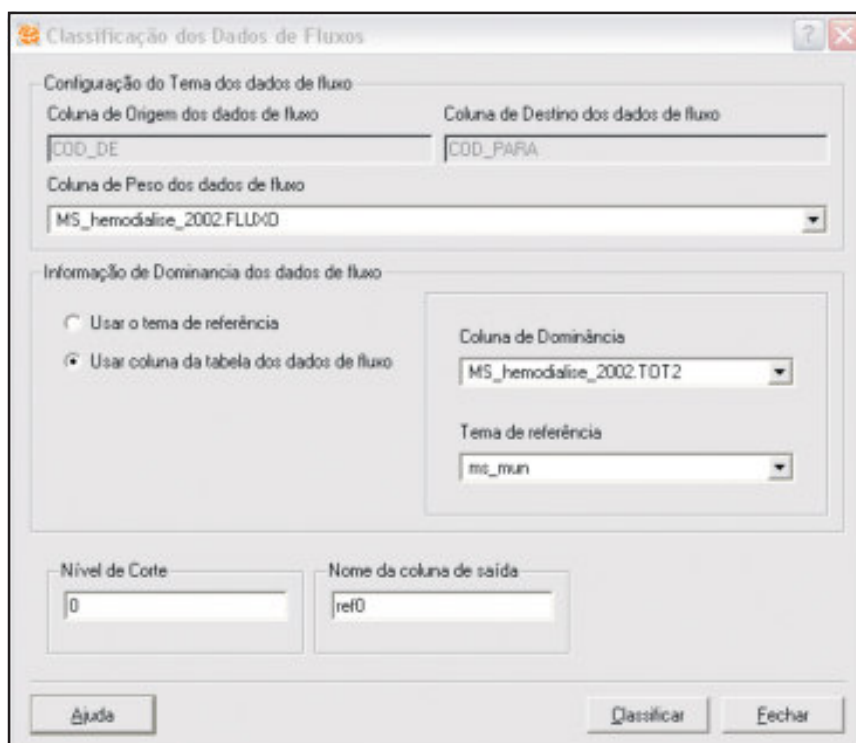 Classificação dos Dados de Fluxos
Configuração do Tema dos dados de fluxo
Coluna de Origem dos dados de fluxo
Coluna de Destino dos dados de fluxo
COD_DE
COD_PARA
Coluna de Peso dos dados de fluxo
MS_hemodialise_2002.FLUXO
Informação de Dominancia dos dados de fluxo
Usar o tema de referência
Usar coluna da tabela dos dados de fluxo
Coluna de Dominância
MS_hemodialise_2002.TOT2
Tema de referência
ms_mun
Nível de Corte
Nome da coluna de saída
0
ref0
Ajuda
Classificar
Fechar